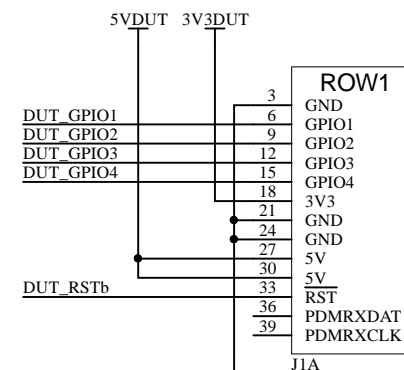 5VDUT 3V3DUT
ROW1
3 GND
DUT_GPIO1 6 GPIO1
DUT_GPIO2 9 GPIO2
DUT_GPIO3 12 GPIO3
DUT_GPIO4 15 GPIO4
18 3V3
21 GND
24 GND
27 5V
30 5V
DUT_RSTb 33 RST
36 PDMRXDAT
39 PDMRXCLK
J1A